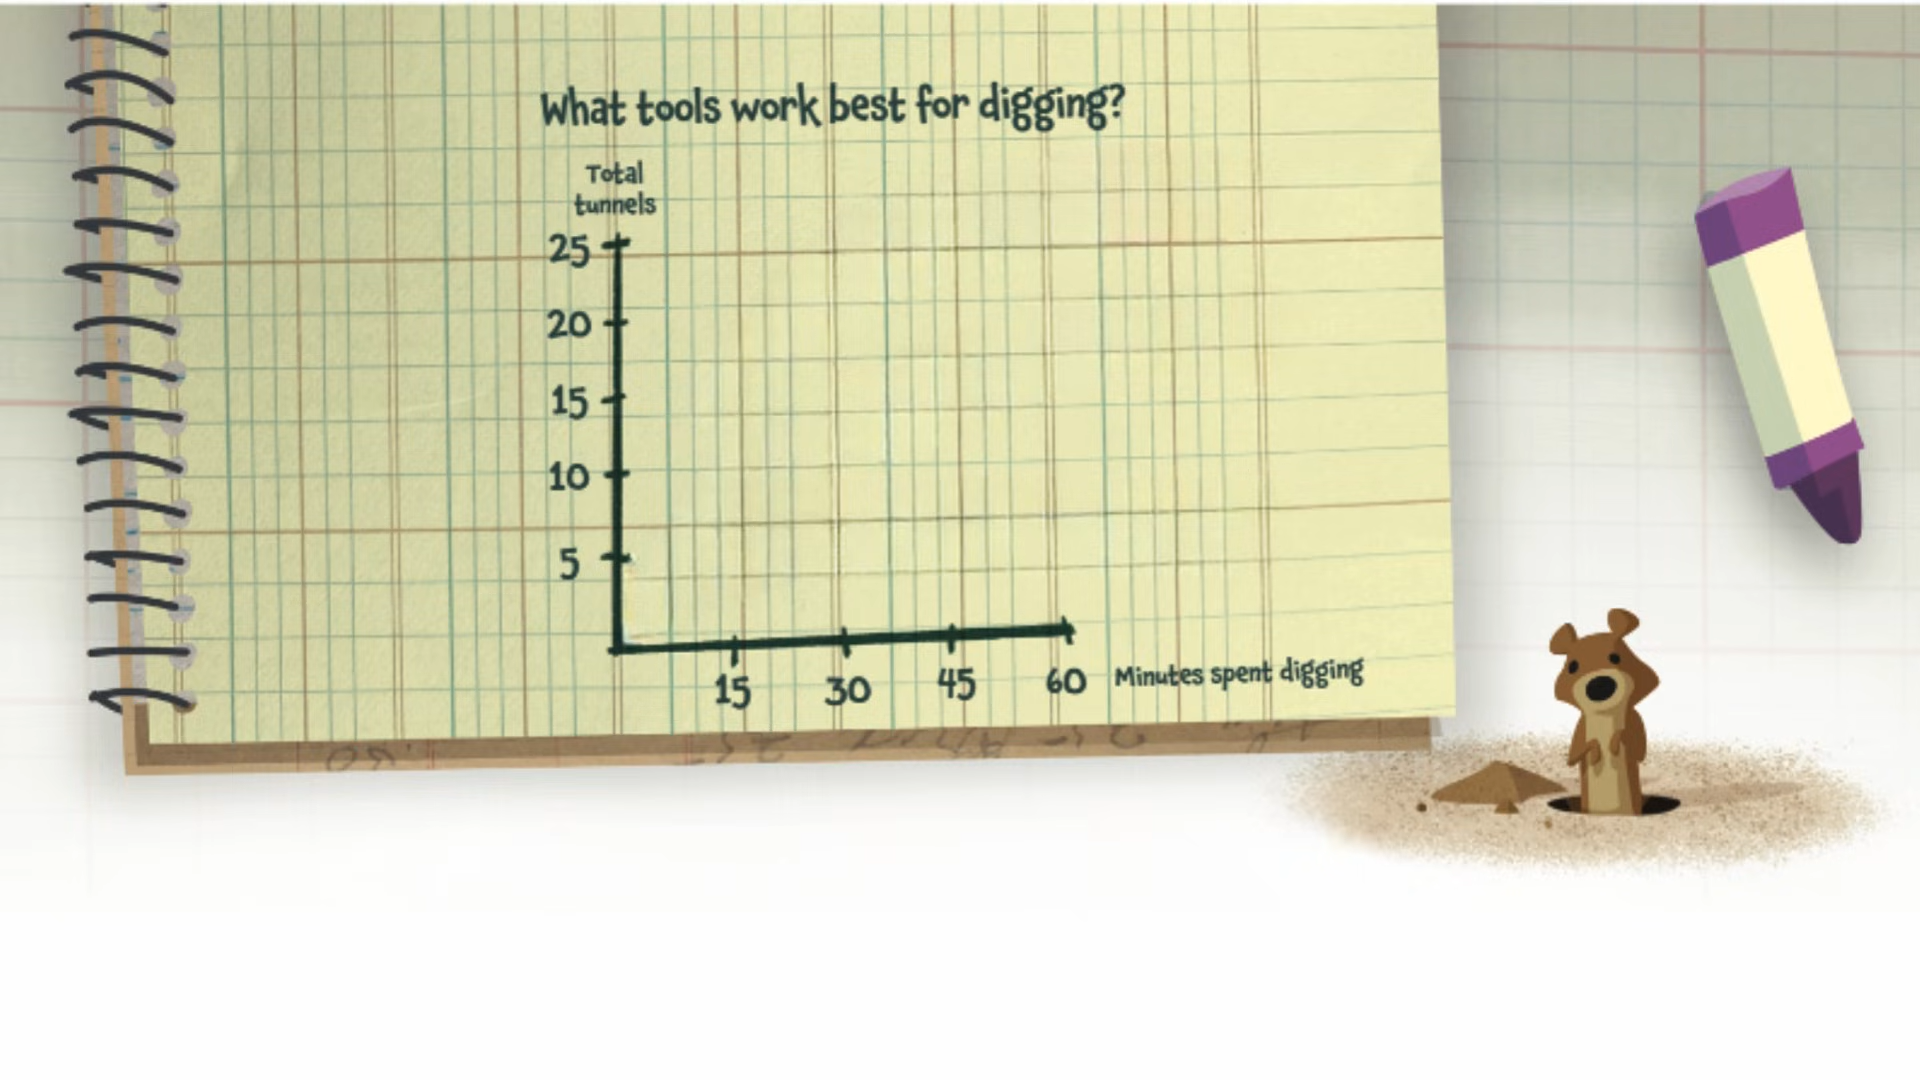 What tools work best for digging?
Total
tunnels
25
20
15
10
5
15 30 45 60 Minutes spent digging